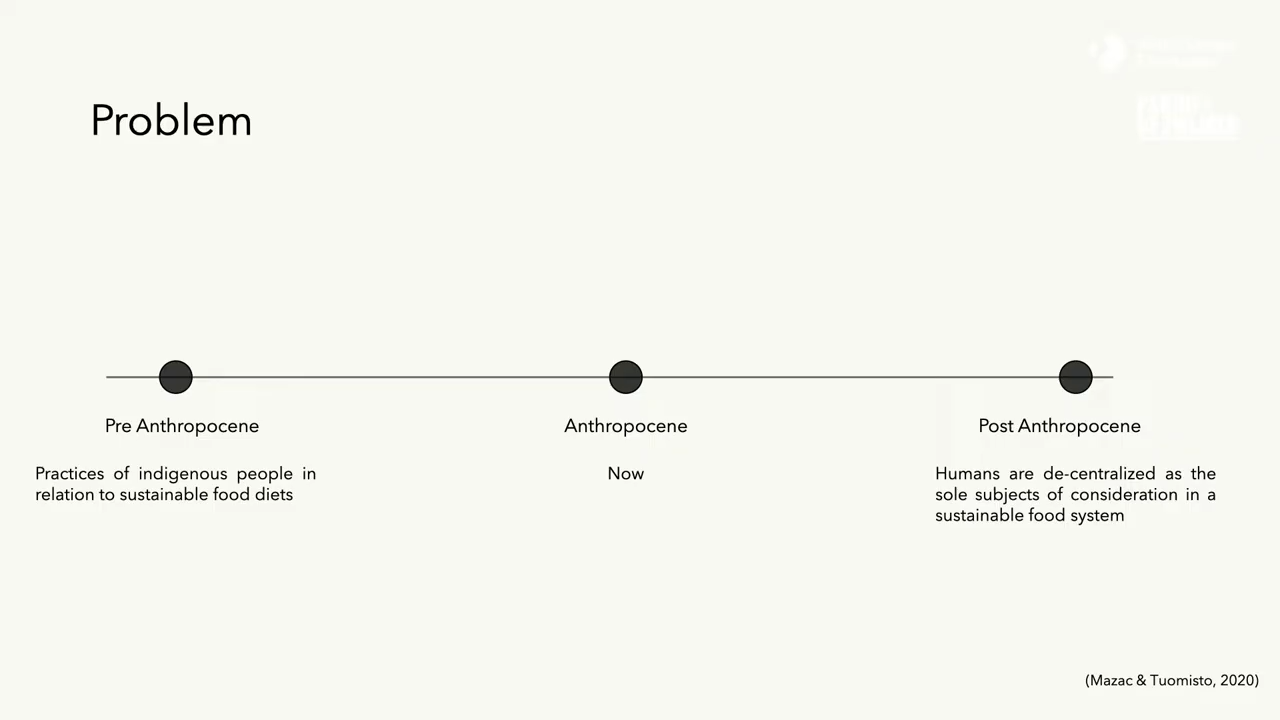 Problem
Pre Anthropocene
Anthropocene
Post Anthropocene
Practices of indigenous people in
relation to sustainable food diets
Now
Humans are de-centralized as the
sole subjects of consideration in a
sustainable food system
(Mazac & Tuomisto, 2020)